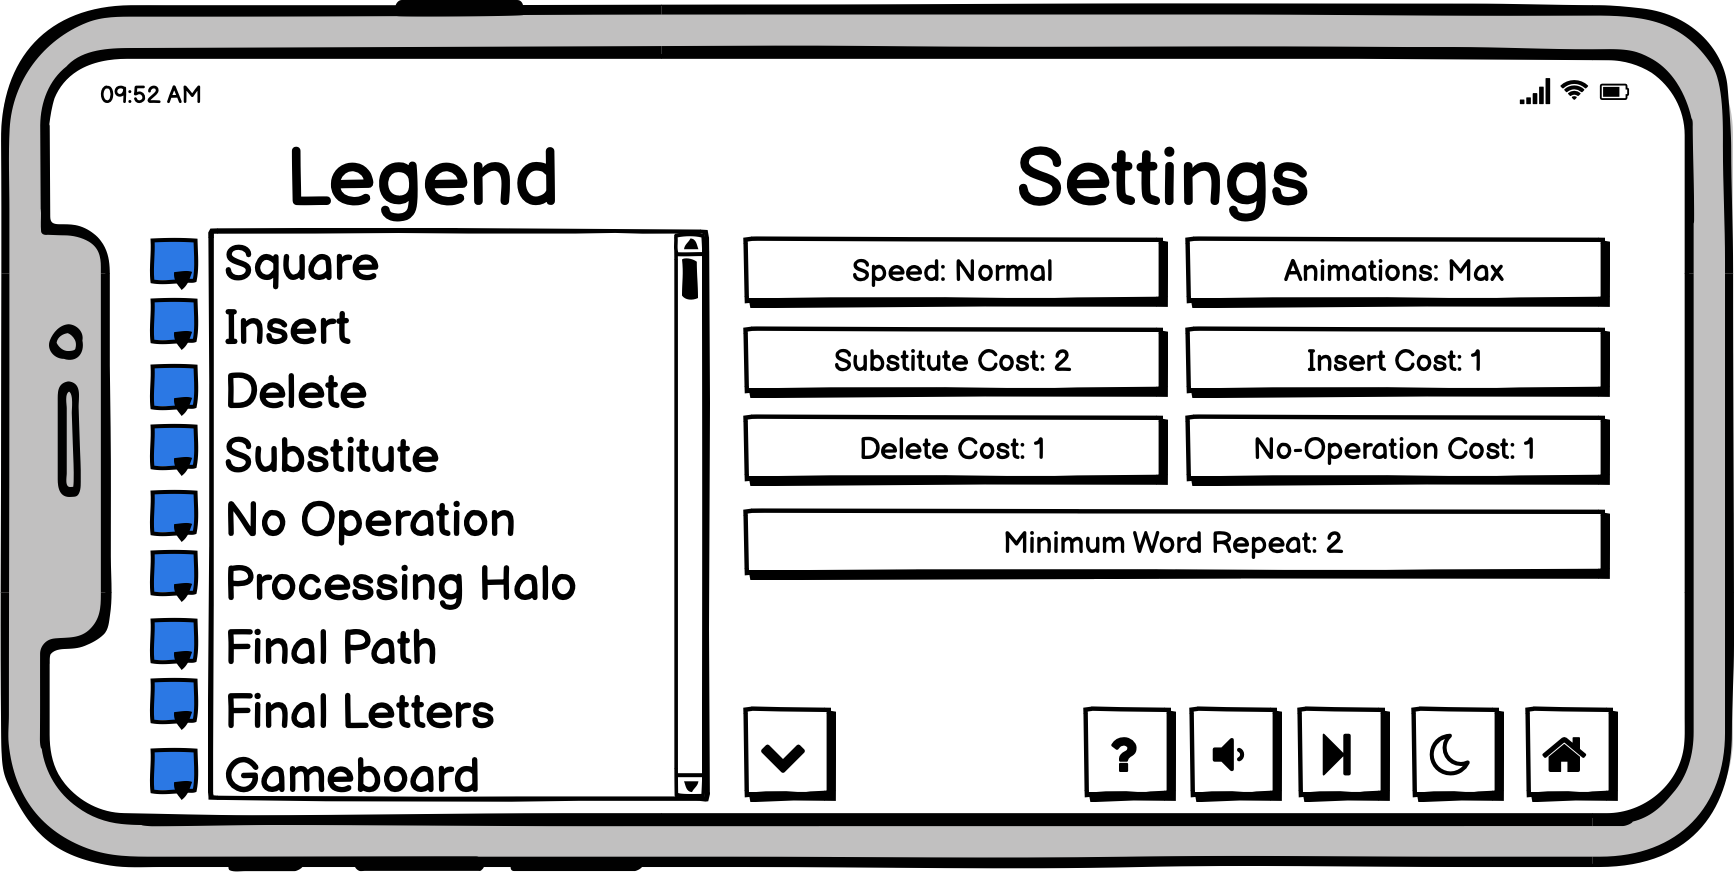 09:52 AM
Legend
Square
Insert
Delete
Substitute
No Operation
Processing Halo
Final Path
Final Letters
Gameboard
Settings
Speed: Normal
Animations: Max
Substitute Cost: 2
Insert Cost: 1
Delete Cost: 1
No-Operation Cost: 1
Minimum Word Repeat: 2
?